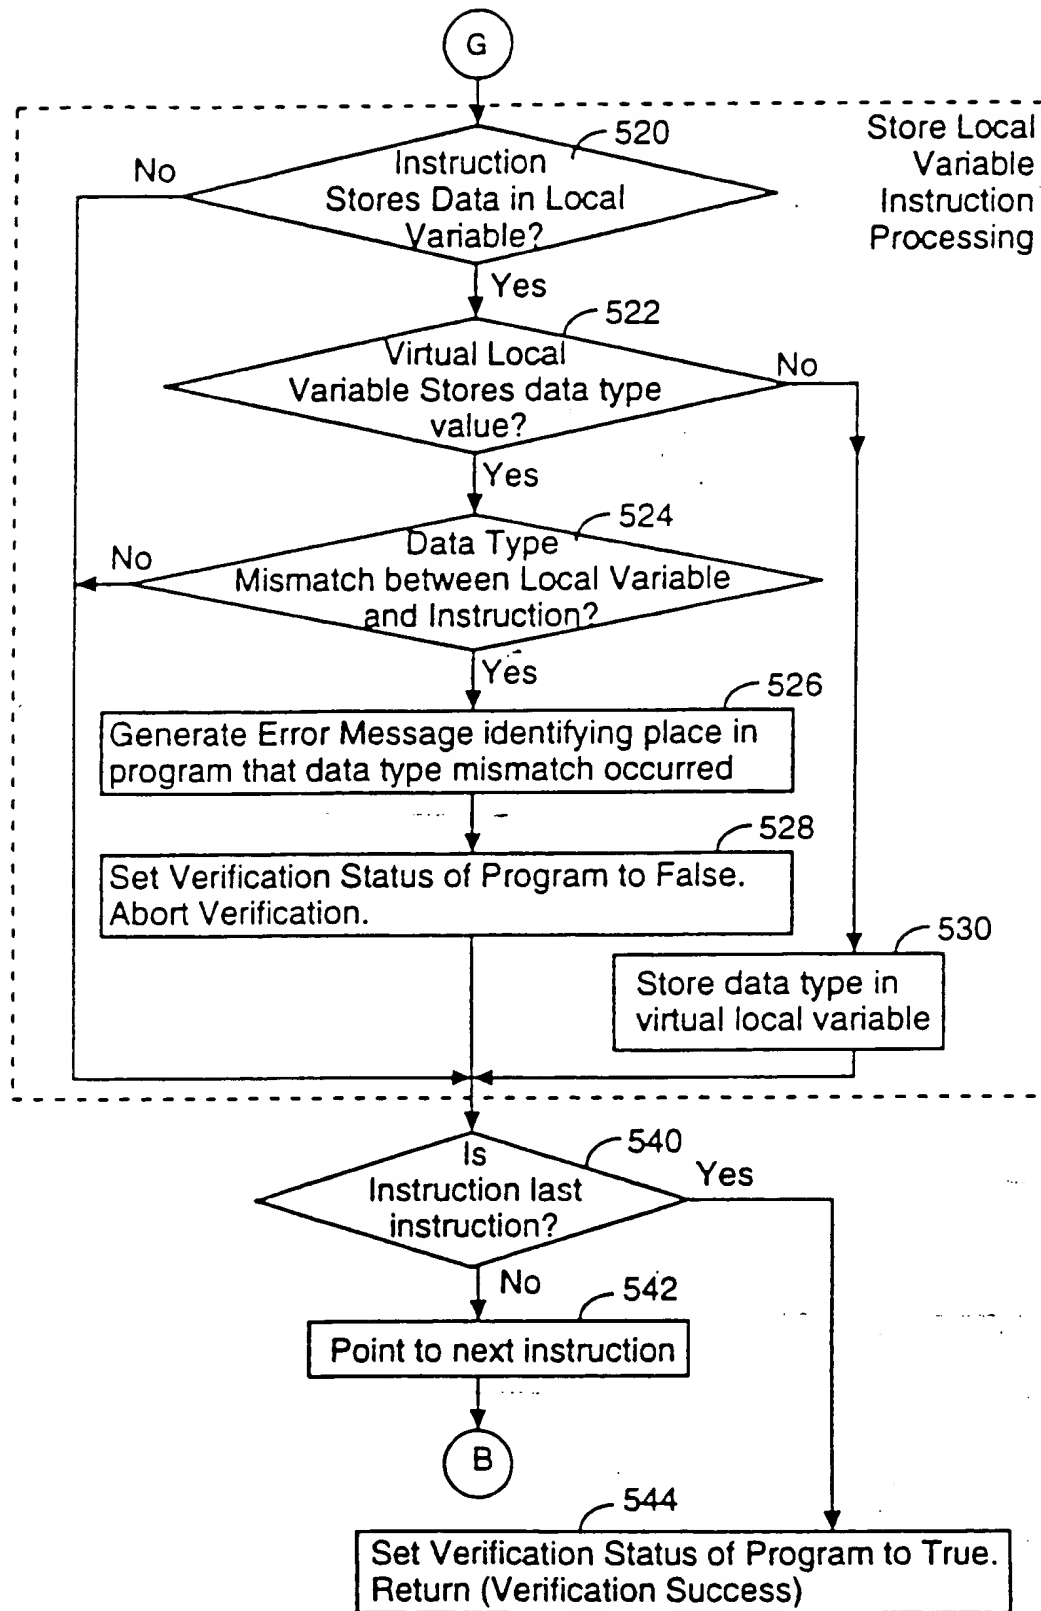 G
Store Local
Variable
Instruction
Processing
520
No
Instruction
Stores Data in Local
Variable?
Yes
522
Virtual Local
Variable Stores data type
value?
No
Yes
524
No
Data Type
Mismatch between Local Variable
and Instruction?
Yes
526
Generate Error Message identifying place in
program that data type mismatch occurred
528
Set Verification Status of Program to False.
Abort Verification.
530
Store data type in
virtual local variable
540
Is
Instruction last
instruction?
Yes
No
542
Point to next instruction
B
544
Set Verification Status of Program to True.
Return (Verification Success)